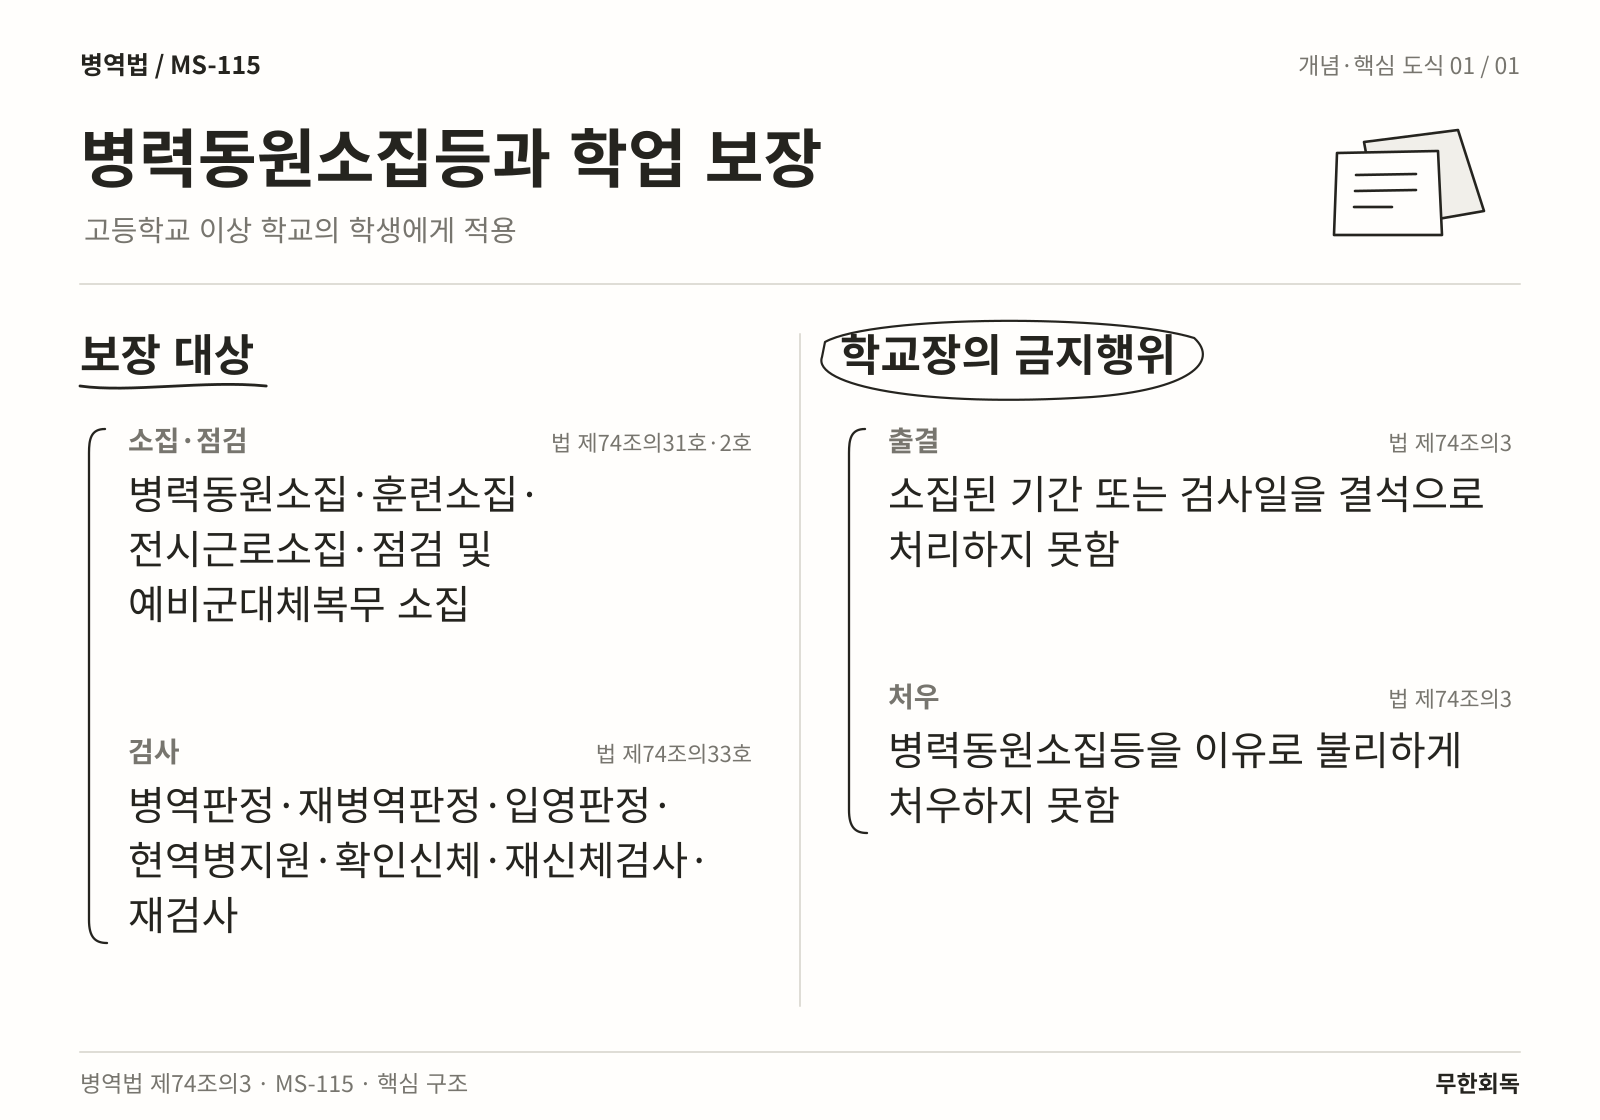 병역법 / MS-115
개념·핵심 도식 01 / 01
병력동원소집등과 학업 보장
고등학교 이상 학교의 학생에게 적용
보장 대상
소집·점검
법 제74조의31호·2호
병력동원소집·훈련소집·
전시근로소집·점검 및
예비군대체복무 소집
검사
법 제74조의33호
병역판정·재병역판정·입영판정·
현역병지원·확인신체·재신체검사·
재검사
학교장의 금지행위
출결
법 제74조의3
소집된 기간 또는 검사일을 결석으로
처리하지 못함
처우
법 제74조의3
병력동원소집등을 이유로 불리하게
처우하지 못함
병역법 제74조의3 · MS-115 · 핵심 구조
무한회독